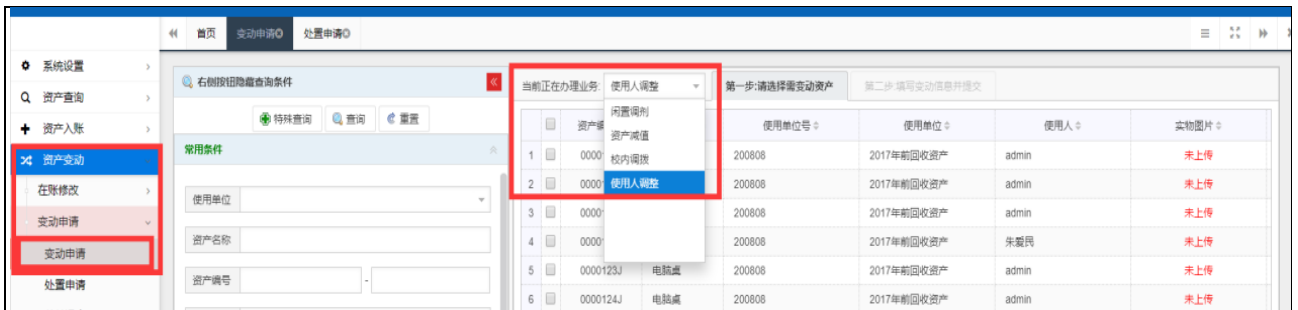 首页 变动申请 处置申请
系统设置
资产查询
资产入账
资产变动
在账修改
变动申请
变动申请
处置申请
右侧按钮隐藏查询条件
特殊查询 查询 重置
常用条件
使用单位
资产名称
资产编号 -
当前正在办理业务: 使用人调整 第一步:请选择需变动资产 第二步:填写变动信息并提交
闲置调剂
资产减值
校内调拨
使用人调整
使用单位号 使用单位 使用人 实物图片
1 0000 200808 2017年前回收资产 admin 未上传
2 0000 200808 2017年前回收资产 admin 未上传
3 0000 200808 2017年前回收资产 admin 未上传
4 0000 200808 2017年前回收资产 朱爱民 未上传
5 0000123J 电脑桌 200808 2017年前回收资产 admin 未上传
6 0000124J 电脑桌 200808 2017年前回收资产 admin 未上传